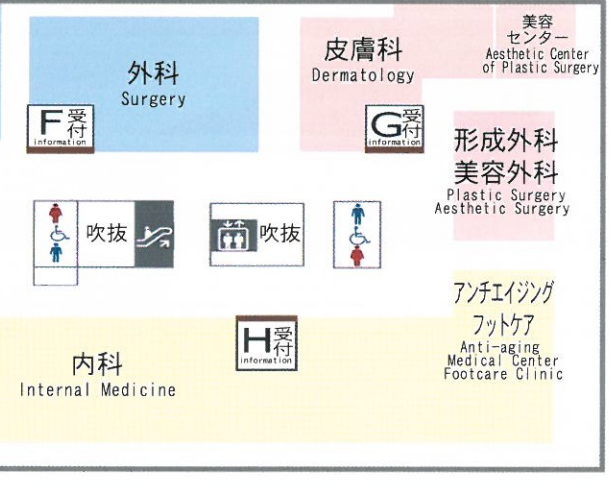 美容
センター
Aesthetic Center
of Plastic Surgery
外科
Surgery
皮膚科
Dermatology
F受付
information
G受付
information
形成外科
美容外科
Plastic Surgery
Aesthetic Surgery
吹抜
吹抜
アンチエイジング
フットケア
Anti-aging
Medical Center
Footcare Clinic
H受付
information
内科
Internal Medicine